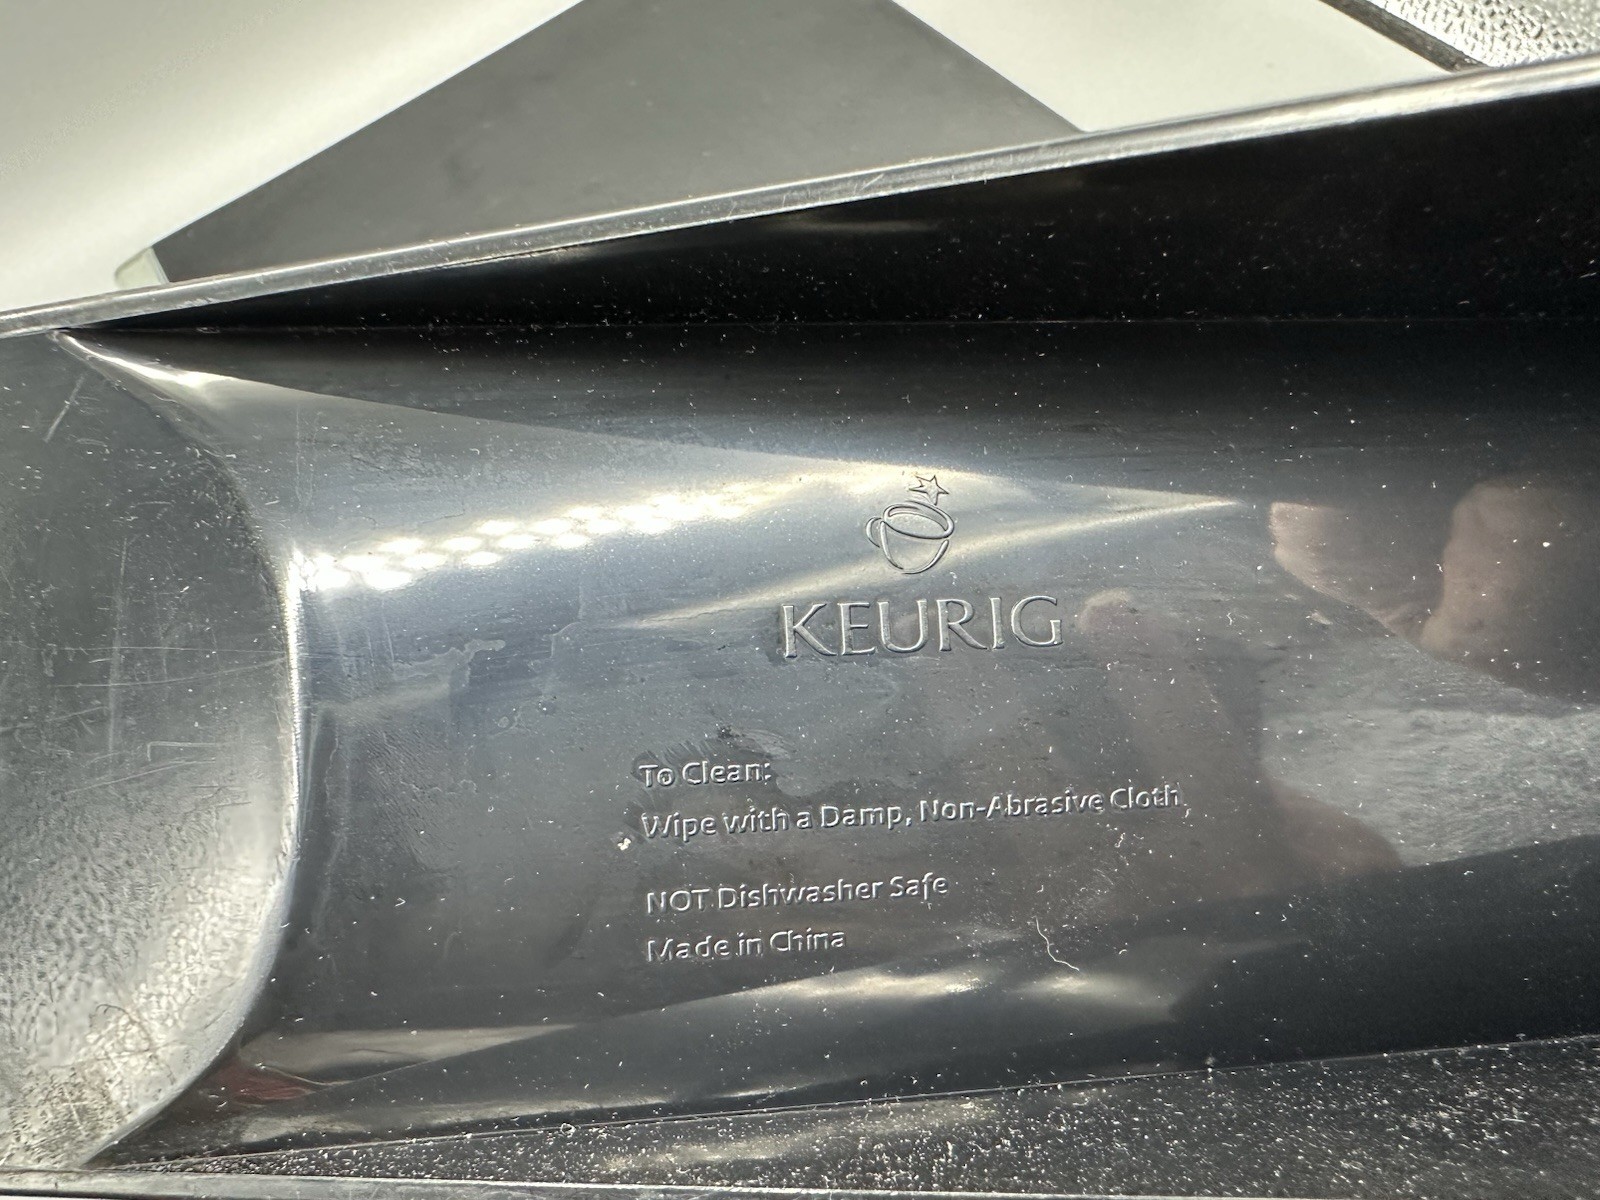 KEURIG
To Clean:
Wipe with a Damp, Non-Abrasive Cloth
NOT Dishwasher Safe
Made in China